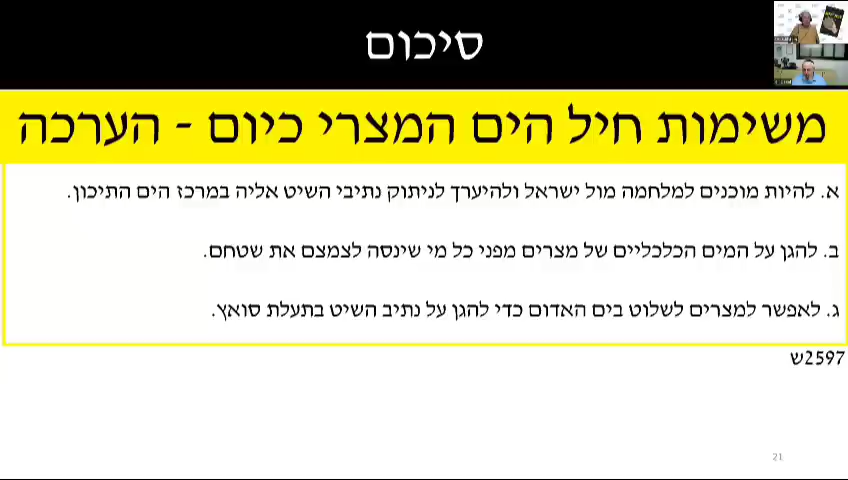 סיכום
משימות חיל הים המצרי כיום - הערכה
א. להיות מוכנים למלחמה מול ישראל ולהיערך לניתוק נתיבי השיט אליה במרכז הים התיכון.
ב. להגן על המים הכלכליים של מצרים מפני כל מי שינסה לצמצם את שטחם.
ג. לאפשר למצרים לשלוט בים האדום כדי להגן על נתיב השיט בתעלת סואץ.
2597ש
21